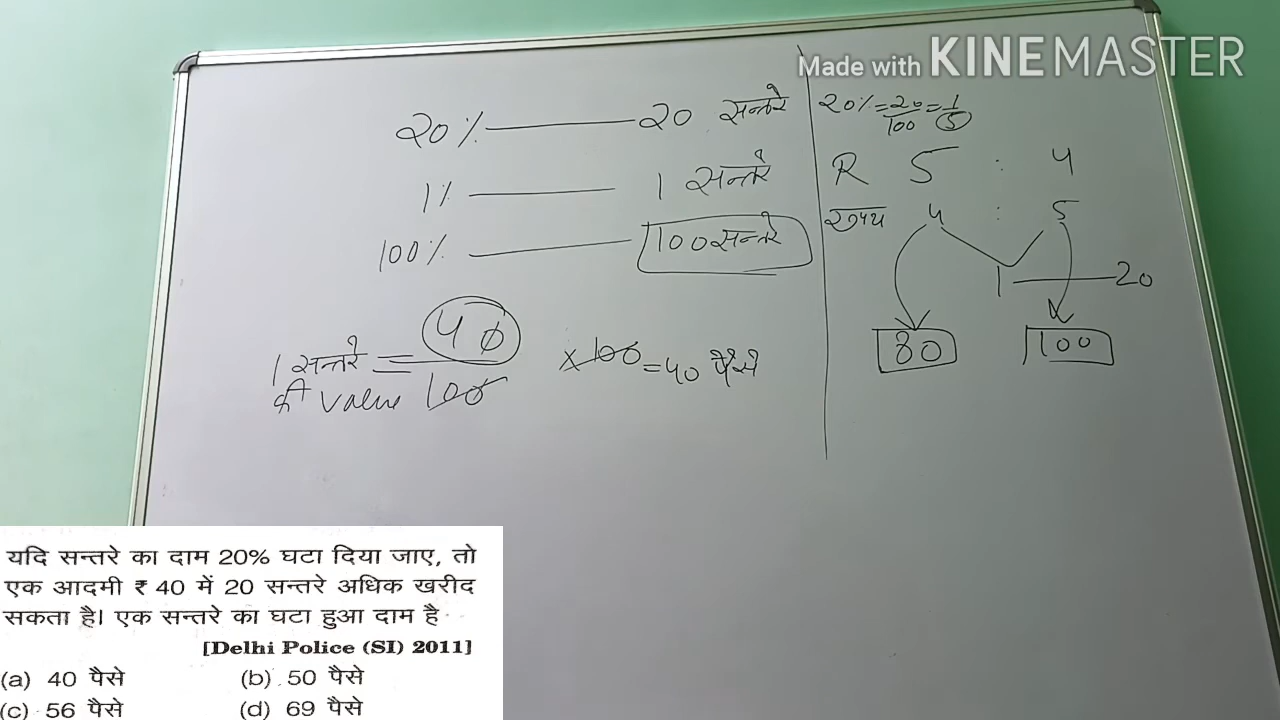 Made with KINEMASTER
20% — 20 सन्तरे
1% — 1 सन्तरे
100% — 100 सन्तरे
1 सन्तरे की value = 40/100 × 100 = 40 पैसे
20% = 20/100 = 1/5
R 5 : 4
4 : 5
1 — 20
80 100
यदि सन्तरे का दाम 20% घटा दिया जाए, तो
एक आदमी ₹ 40 में 20 सन्तरे अधिक खरीद
सकता है। एक सन्तरे का घटा हुआ दाम है
[Delhi Police (SI) 2011]
(a) 40 पैसे (b) 50 पैसे
(c) 56 पैसे (d) 69 पैसे